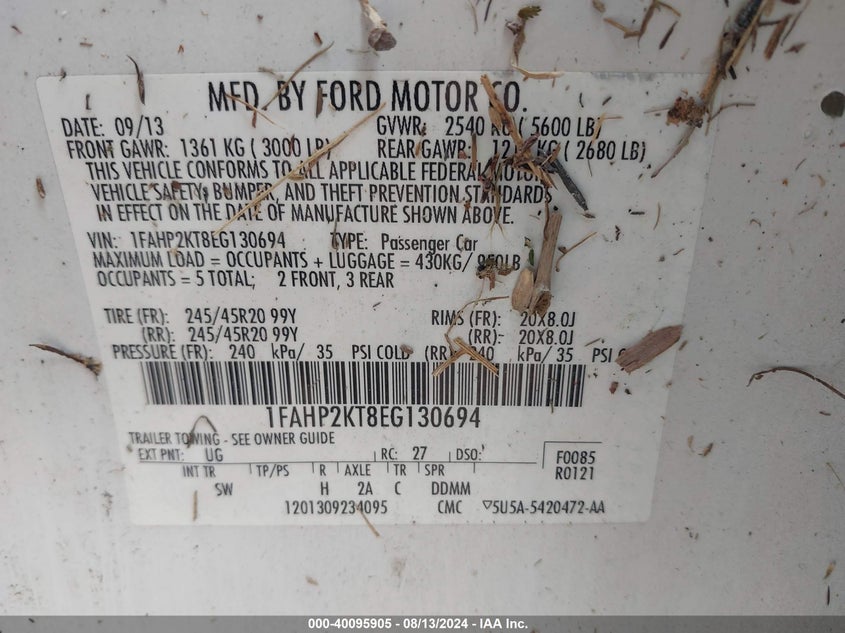 MFD. BY FORD MOTOR CO.
DATE: 09/13 GVWR: 2540 KG ( 5600 LB)
FRONT GAWR: 1361 KG ( 3000 LB) REAR GAWR: KG ( 2680 LB)
THIS VEHICLE CONFORMS TO ALL APPLICABLE FEDERAL MOTOR
VEHICLE SAFETY, BUMPER, AND THEFT PREVENTION STANDARDS
IN EFFECT ON THE DATE OF MANUFACTURE SHOWN ABOVE.
VIN: 1FAHP2KT8EG130694 TYPE: Passenger Car
MAXIMUM LOAD = OCCUPANTS + LUGGAGE = 430KG/
OCCUPANTS = 5 TOTAL; 2 FRONT, 3 REAR
TIRE (FR): 245/45R20 99Y RIMS (FR): 20X8.0J
(RR): 245/45R20 99Y (RR): 20X8.0J
PRESSURE (FR): 240 kPa/ 35 PSI COLD (RR): 240 kPa/ 35 PSI
1FAHP2KT8EG130694
TRAILER TOWING - SEE OWNER GUIDE
EXT PNT: UG RC: 27 DSO: F0085
INT TR TP/PS R AXLE TR SPR R0121
SW H 2A C DDMM
1201309234095 CMC ▽5U5A-5420472-AA
000-40095905 - 08/13/2024 - IAA Inc.